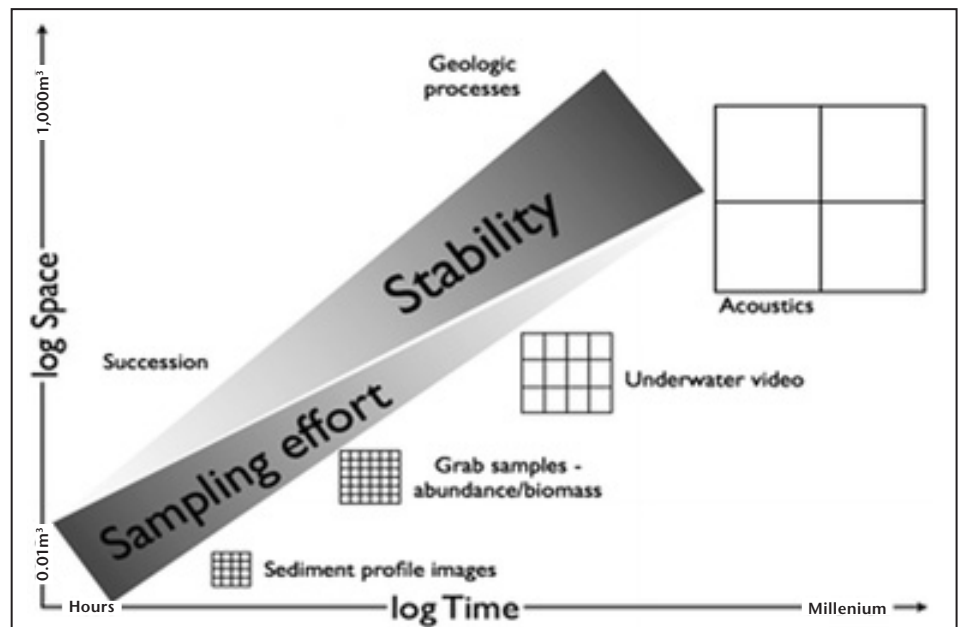 1,000m³
Geologic
processes
Stability
Acoustics
log Space
Succession
Underwater video
Sampling effort
Grab samples -
abundance/biomass
0.01m³
Sediment profile images
Hours
log Time
Millenium